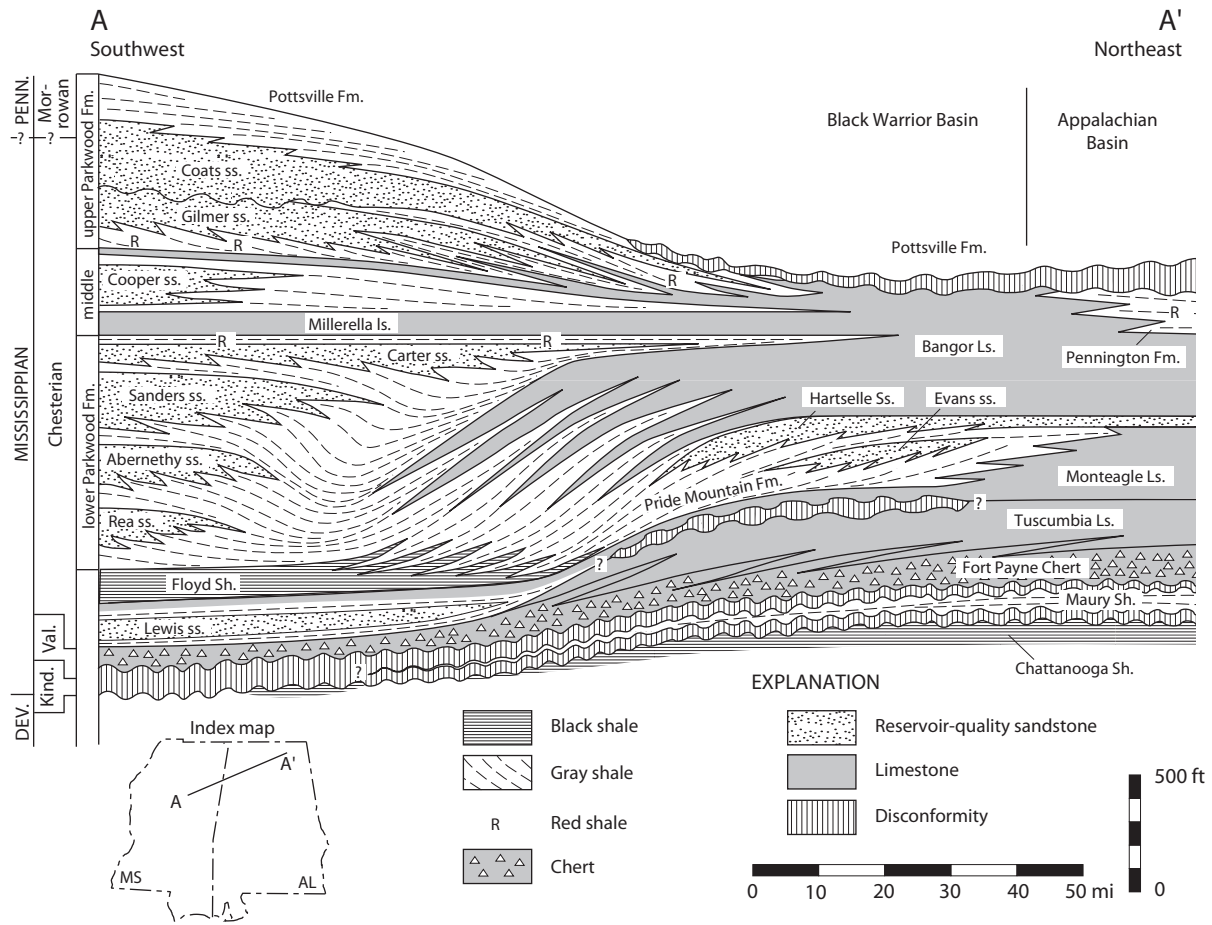 A
Southwest
A'
Northeast
PENN.
Mor-
rowan
-?-
?
MISSISSIPPIAN
Chesterian
Val.
Kind.
DEV.
upper Parkwood Fm.
middle
lower Parkwood Fm.
Pottsville Fm.
Black Warrior Basin
Appalachian
Basin
Coats ss.
Gilmer ss.
R
R
Pottsville Fm.
R
Cooper ss.
R
Millerella ls.
R
R
Carter ss.
Bangor Ls.
Pennington Fm.
Sanders ss.
Hartselle Ss.
Evans ss.
Abernethy ss.
Monteagle Ls.
Pride Mountain Fm.
?
Rea ss.
Tuscumbia Ls.
?
Floyd Sh.
Fort Payne Chert
Maury Sh.
Lewis ss.
?
Chattanooga Sh.
EXPLANATION
Black shale
Gray shale
R
Red shale
Chert
Reservoir-quality sandstone
Limestone
Disconformity
Index map
A
A'
MS
AL
500 ft
0
0 10 20 30 40 50 mi